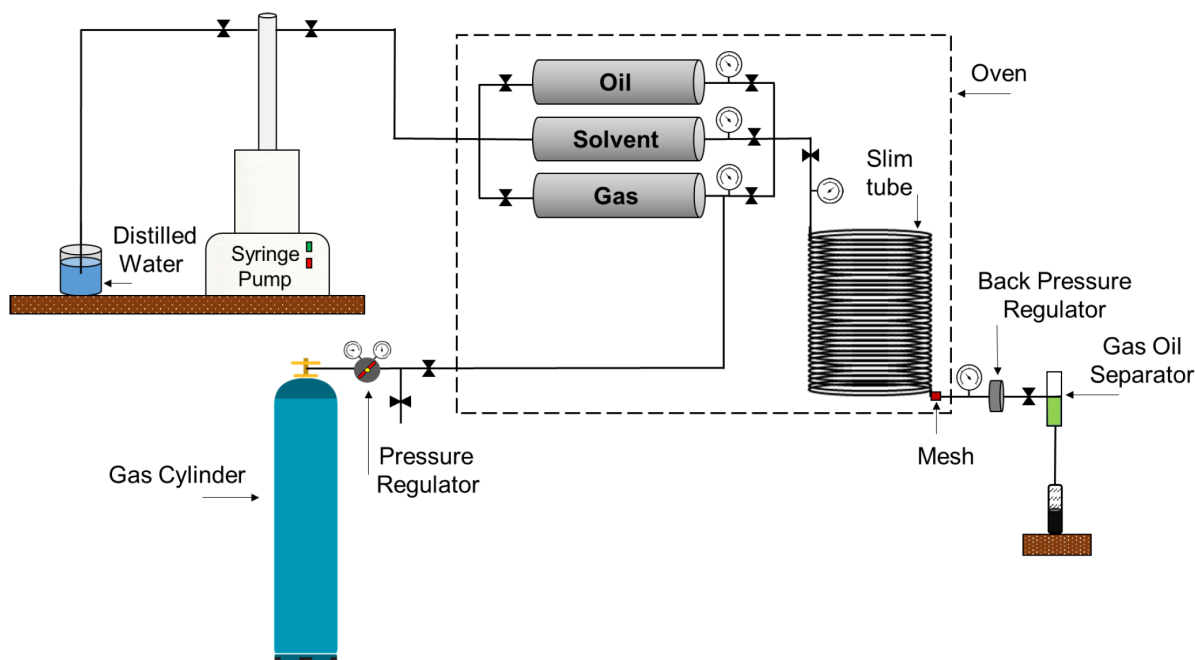 Oil
Oven
Solvent
Slim
tube
Gas
Distilled
Water
Syringe
Pump
Back Pressure
Regulator
Gas Oil
Separator
Mesh
Pressure
Regulator
Gas Cylinder